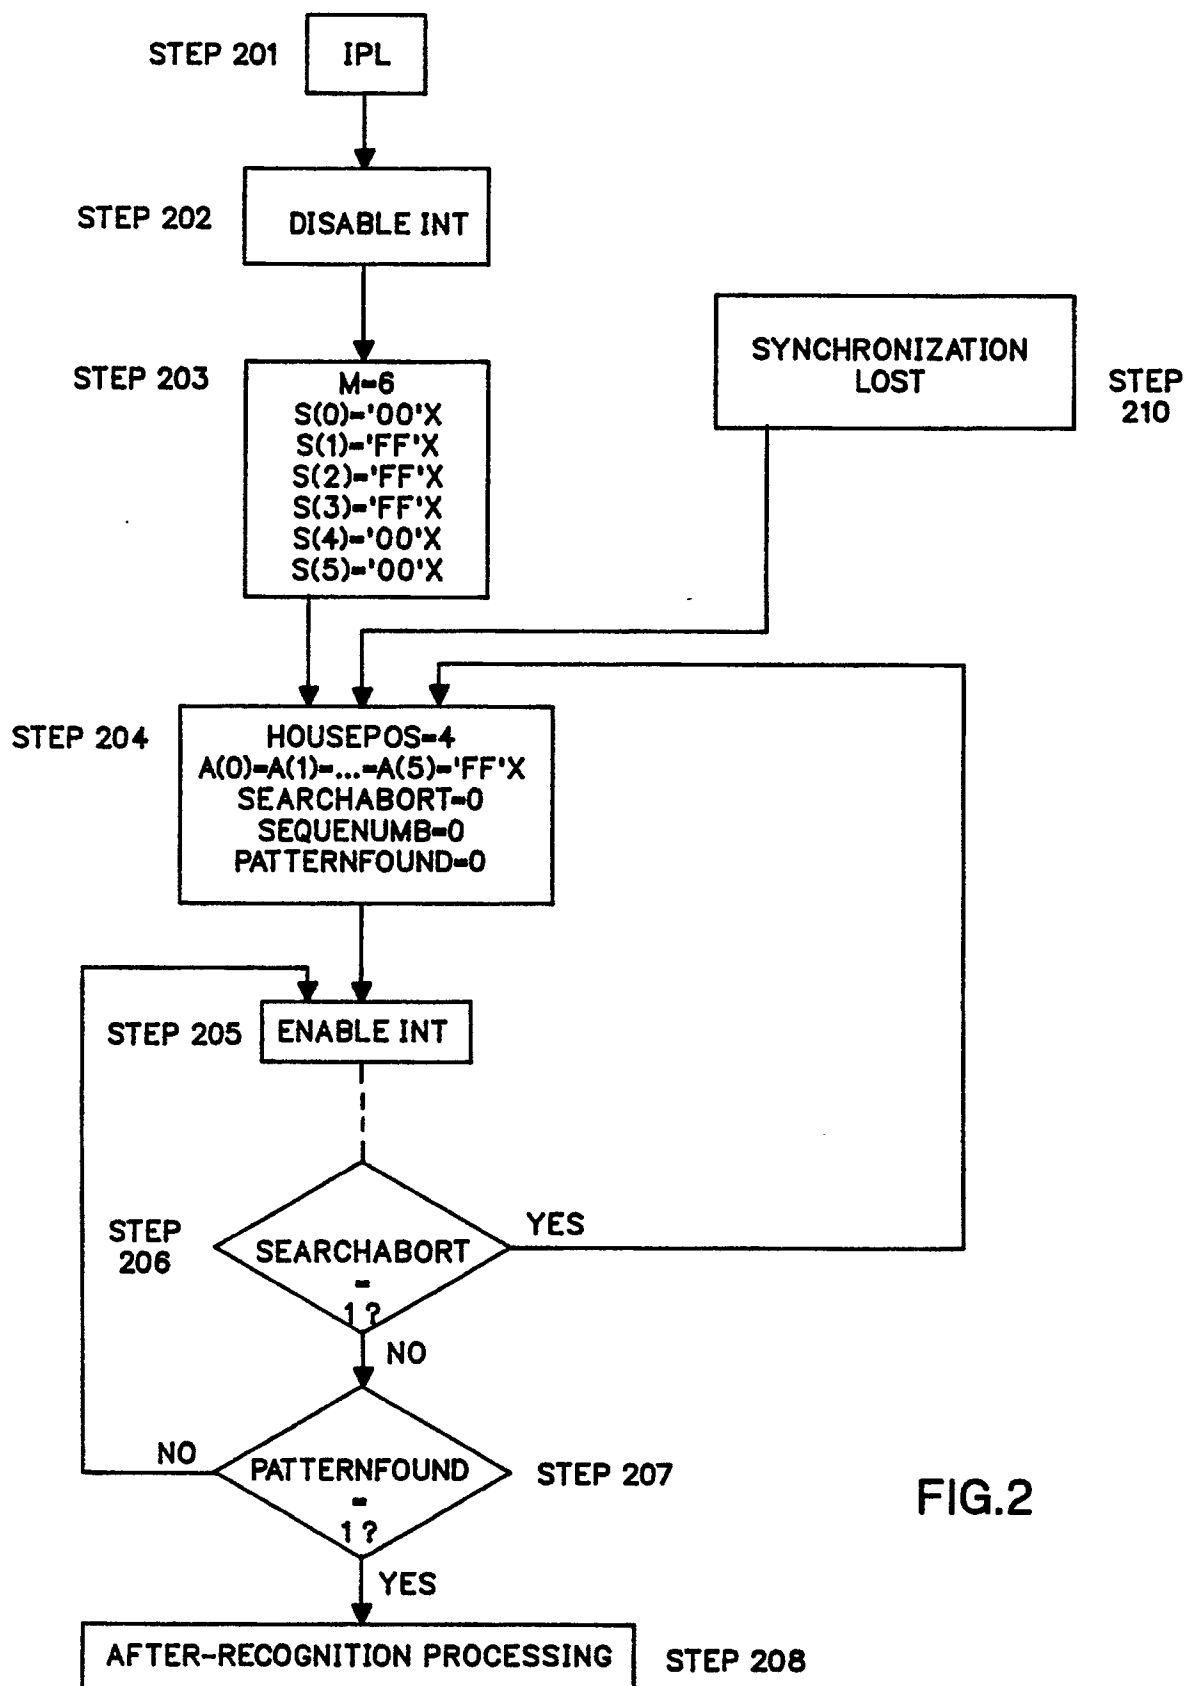 STEP 201
IPL
STEP 202
DISABLE INT
STEP 203
M=6
S(0)='00'X
S(1)='FF'X
S(2)='FF'X
S(3)='FF'X
S(4)='00'X
S(5)='00'X
SYNCHRONIZATION
LOST
STEP
210
STEP 204
HOUSEPOS=4
A(0)=A(1)=...=A(5)='FF'X
SEARCHABORT=0
SEQUENUMB=0
PATTERNFOUND=0
STEP 205
ENABLE INT
STEP
206
SEARCHABORT
=
1 ?
YES
NO
NO
PATTERNFOUND
=
1 ?
STEP 207
YES
AFTER-RECOGNITION PROCESSING
STEP 208
FIG.2